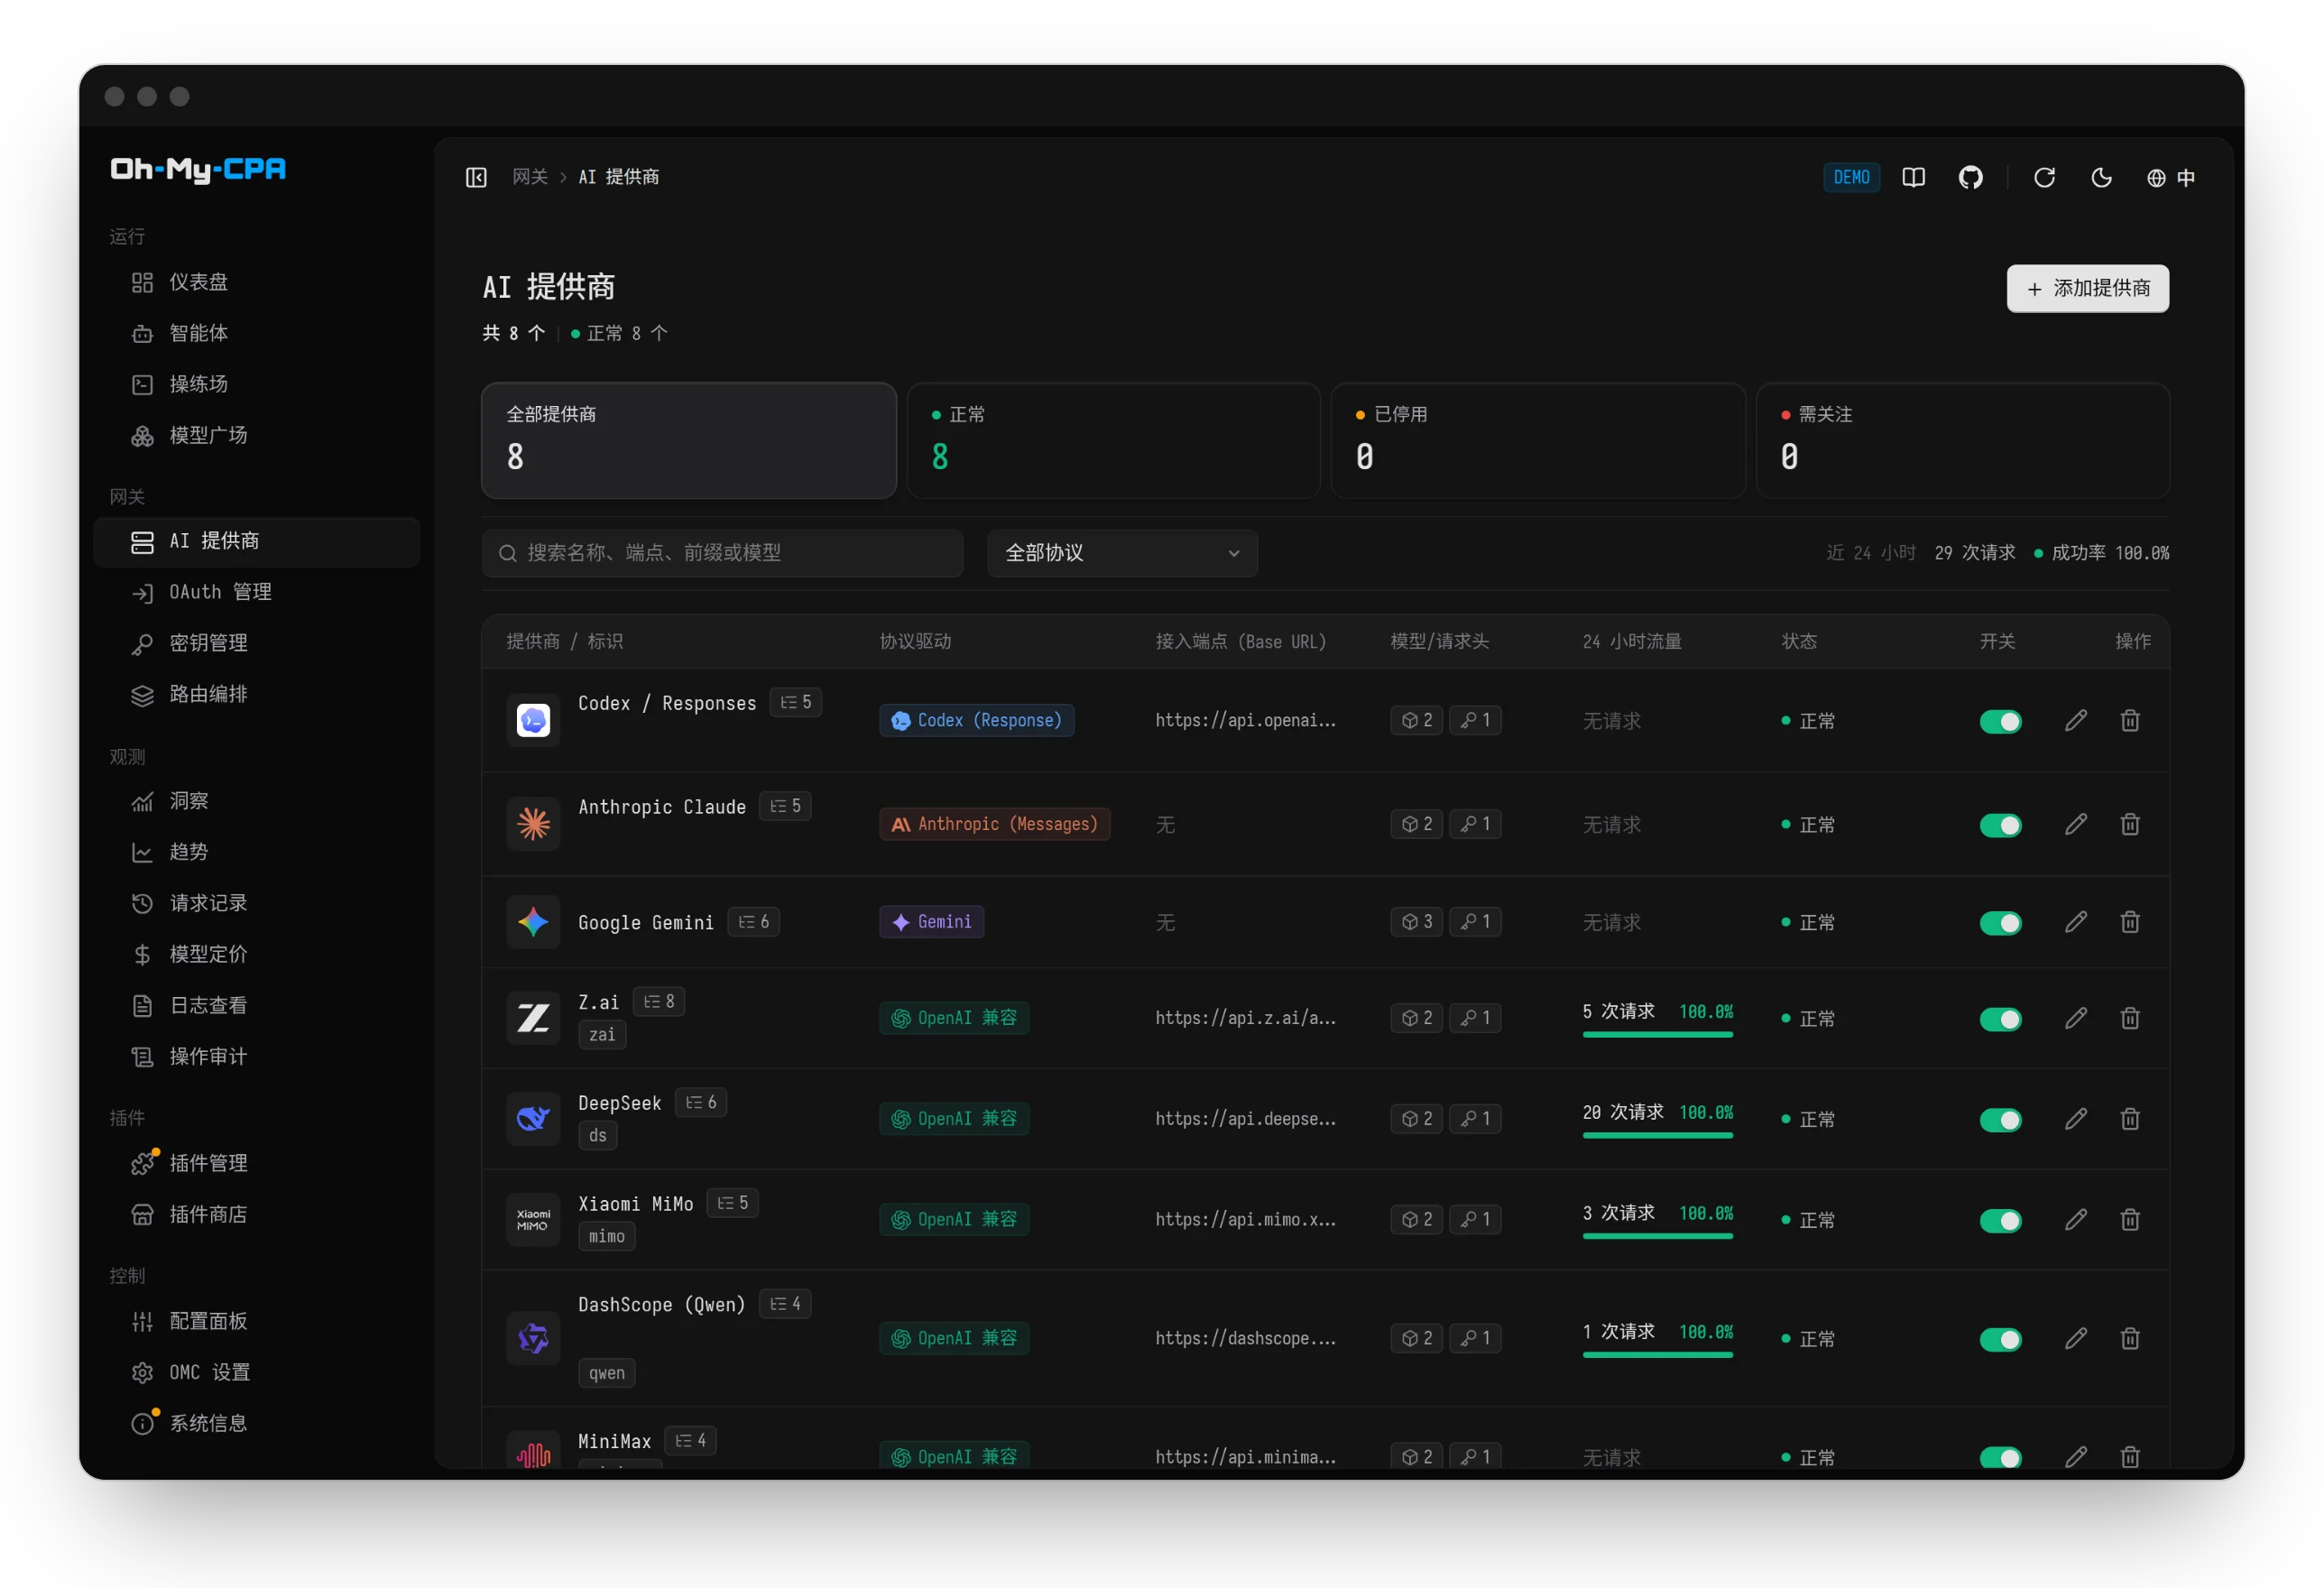 Oh-My-CPA
运行
仪表盘
智能体
操练场
模型广场
网关
AI 提供商
OAuth 管理
密钥管理
路由编排
观测
洞察
趋势
请求记录
模型定价
日志查看
操作审计
插件
插件管理
插件商店
控制
配置面板
OMC 设置
系统信息
网关 > AI 提供商
DEMO
中
AI 提供商
+ 添加提供商
共 8 个 正常 8 个
全部提供商
8
正常
8
已停用
0
需关注
0
搜索名称、端点、前缀或模型
全部协议
近 24 小时 29 次请求 成功率 100.0%
提供商 / 标识 协议驱动 接入端点 (Base URL) 模型/请求头 24 小时流量 状态 开关 操作
Codex / Responses 5 Codex (Response) https://api.openai... 2 1 无请求 正常
Anthropic Claude 5 Anthropic (Messages) 无 2 1 无请求 正常
Google Gemini 6 Gemini 无 3 1 无请求 正常
Z.ai 8 OpenAI 兼容 https://api.z.ai/a... 2 1 5 次请求 100.0% 正常
zai
DeepSeek 6 OpenAI 兼容 https://api.deepse... 2 1 20 次请求 100.0% 正常
ds
Xiaomi MiMo
Xiaomi MiMo 5 OpenAI 兼容 https://api.mimo.x... 2 1 3 次请求 100.0% 正常
mimo
DashScope (Qwen) 4 OpenAI 兼容 https://dashscope.... 2 1 1 次请求 100.0% 正常
qwen
MiniMax 4 OpenAI 兼容 https://api.minima... 2 1 无请求 正常